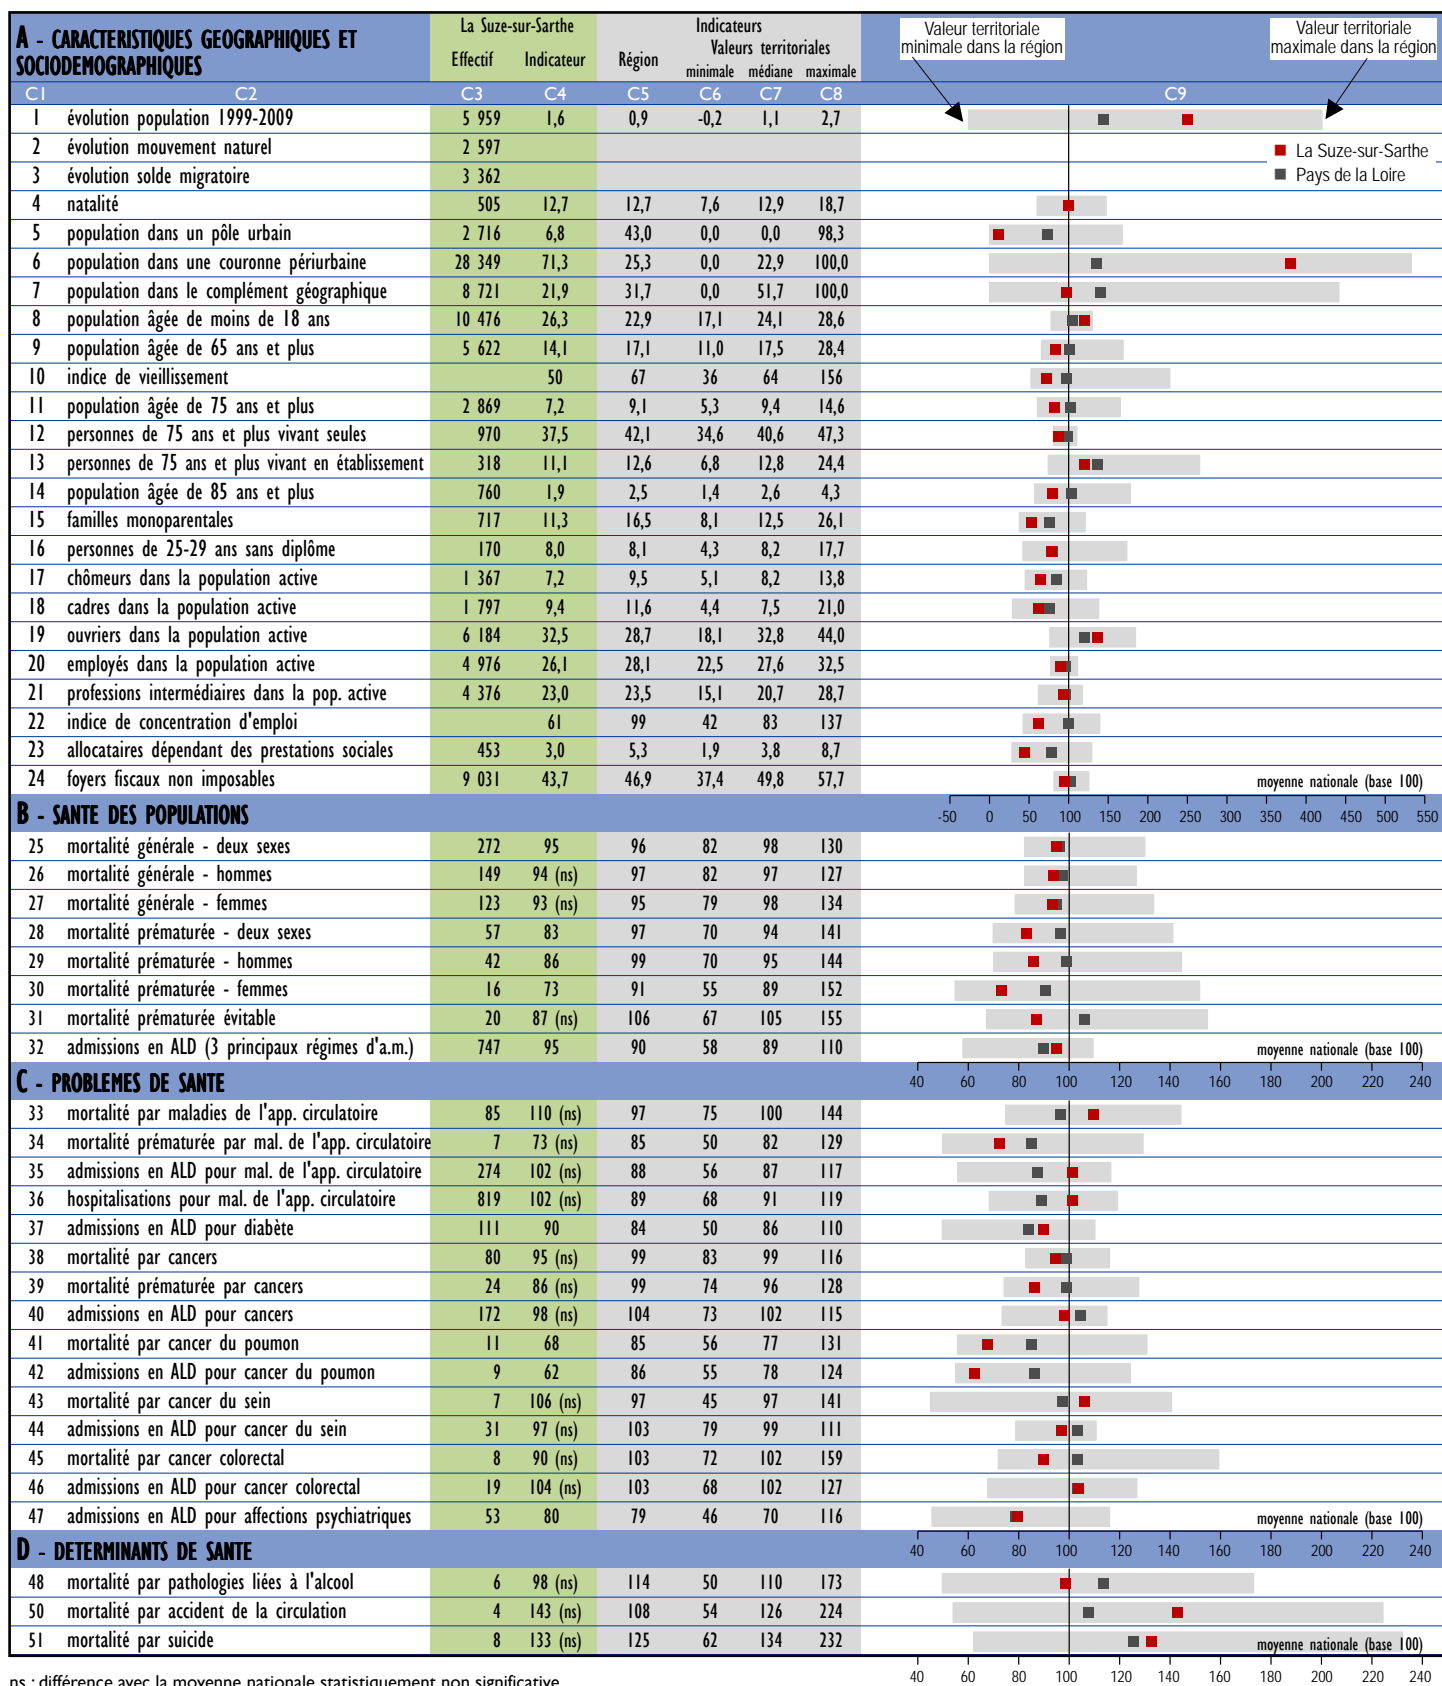 A - CARACTERISTIQUES GEOGRAPHIQUES ET SOCIODEMOGRAPHIQUES
La Suze-sur-Sarthe
Effectif Indicateur
Indicateurs
Région
Valeurs territoriales
minimale médiane maximale
Valeur territoriale minimale dans la région
Valeur territoriale maximale dans la région
C1 C2 C3 C4 C5 C6 C7 C8 C9
1 évolution population 1999-2009 5 959 1,6 0,9 -0,2 1,1 2,7
2 évolution mouvement naturel 2 597
La Suze-sur-Sarthe
3 évolution solde migratoire 3 362
Pays de la Loire
4 natalité 505 12,7 12,7 7,6 12,9 18,7
5 population dans un pôle urbain 2 716 6,8 43,0 0,0 0,0 98,3
6 population dans une couronne périurbaine 28 349 71,3 25,3 0,0 22,9 100,0
7 population dans le complément géographique 8 721 21,9 31,7 0,0 51,7 100,0
8 population âgée de moins de 18 ans 10 476 26,3 22,9 17,1 24,1 28,6
9 population âgée de 65 ans et plus 5 622 14,1 17,1 11,0 17,5 28,4
10 indice de vieillissement 50 67 36 64 156
11 population âgée de 75 ans et plus 2 869 7,2 9,1 5,3 9,4 14,6
12 personnes de 75 ans et plus vivant seules 970 37,5 42,1 34,6 40,6 47,3
13 personnes de 75 ans et plus vivant en établissement 318 11,1 12,6 6,8 12,8 24,4
14 population âgée de 85 ans et plus 760 1,9 2,5 1,4 2,6 4,3
15 familles monoparentales 717 11,3 16,5 8,1 12,5 26,1
16 personnes de 25-29 ans sans diplôme 170 8,0 8,1 4,3 8,2 17,7
17 chômeurs dans la population active 1 367 7,2 9,5 5,1 8,2 13,8
18 cadres dans la population active 1 797 9,4 11,6 4,4 7,5 21,0
19 ouvriers dans la population active 6 184 32,5 28,7 18,1 32,8 44,0
20 employés dans la population active 4 976 26,1 28,1 22,5 27,6 32,5
21 professions intermédiaires dans la pop. active 4 376 23,0 23,5 15,1 20,7 28,7
22 indice de concentration d'emploi 61 99 42 83 137
23 allocataires dépendant des prestations sociales 453 3,0 5,3 1,9 3,8 8,7
24 foyers fiscaux non imposables 9 031 43,7 46,9 37,4 49,8 57,7 moyenne nationale (base 100)
B - SANTE DES POPULATIONS -50 0 50 100 150 200 250 300 350 400 450 500 550
25 mortalité générale - deux sexes 272 95 96 82 98 130
26 mortalité générale - hommes 149 94 (ns) 97 82 97 127
27 mortalité générale - femmes 123 93 (ns) 95 79 98 134
28 mortalité prématurée - deux sexes 57 83 97 70 94 141
29 mortalité prématurée - hommes 42 86 99 70 95 144
30 mortalité prématurée - femmes 16 73 91 55 89 152
31 mortalité prématurée évitable 20 87 (ns) 106 67 105 155
32 admissions en ALD (3 principaux régimes d'a.m.) 747 95 90 58 89 110 moyenne nationale (base 100)
C - PROBLEMES DE SANTE 40 60 80 100 120 140 160 180 200 220 240
33 mortalité par maladies de l'app. circulatoire 85 110 (ns) 97 75 100 144
34 mortalité prématurée par mal. de l'app. circulatoire 7 73 (ns) 85 50 82 129
35 admissions en ALD pour mal. de l'app. circulatoire 274 102 (ns) 88 56 87 117
36 hospitalisations pour mal. de l'app. circulatoire 819 102 (ns) 89 68 91 119
37 admissions en ALD pour diabète 111 90 84 50 86 110
38 mortalité par cancers 80 95 (ns) 99 83 99 116
39 mortalité prématurée par cancers 24 86 (ns) 99 74 96 128
40 admissions en ALD pour cancers 172 98 (ns) 104 73 102 115
41 mortalité par cancer du poumon 11 68 85 56 77 131
42 admissions en ALD pour cancer du poumon 9 62 86 55 78 124
43 mortalité par cancer du sein 7 106 (ns) 97 45 97 141
44 admissions en ALD pour cancer du sein 31 97 (ns) 103 79 99 111
45 mortalité par cancer colorectal 8 90 (ns) 103 72 102 159
46 admissions en ALD pour cancer colorectal 19 104 (ns) 103 68 102 127
47 admissions en ALD pour affections psychiatriques 53 80 79 46 70 116 moyenne nationale (base 100)
D - DETERMINANTS DE SANTE 40 60 80 100 120 140 160 180 200 220 240
48 mortalité par pathologies liées à l'alcool 6 98 (ns) 114 50 110 173
50 mortalité par accident de la circulation 4 143 (ns) 108 54 126 224
51 mortalité par suicide 8 133 (ns) 125 62 134 232 moyenne nationale (base 100)
40 60 80 100 120 140 160 180 200 220 240
ns : différence avec la moyenne nationale statistiquement non significative